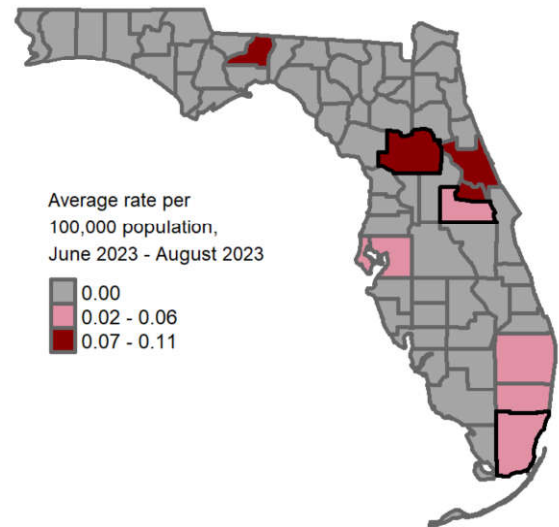 Average rate per
100,000 population,
June 2023 - August 2023
0.00
0.02 - 0.06
0.07 - 0.11